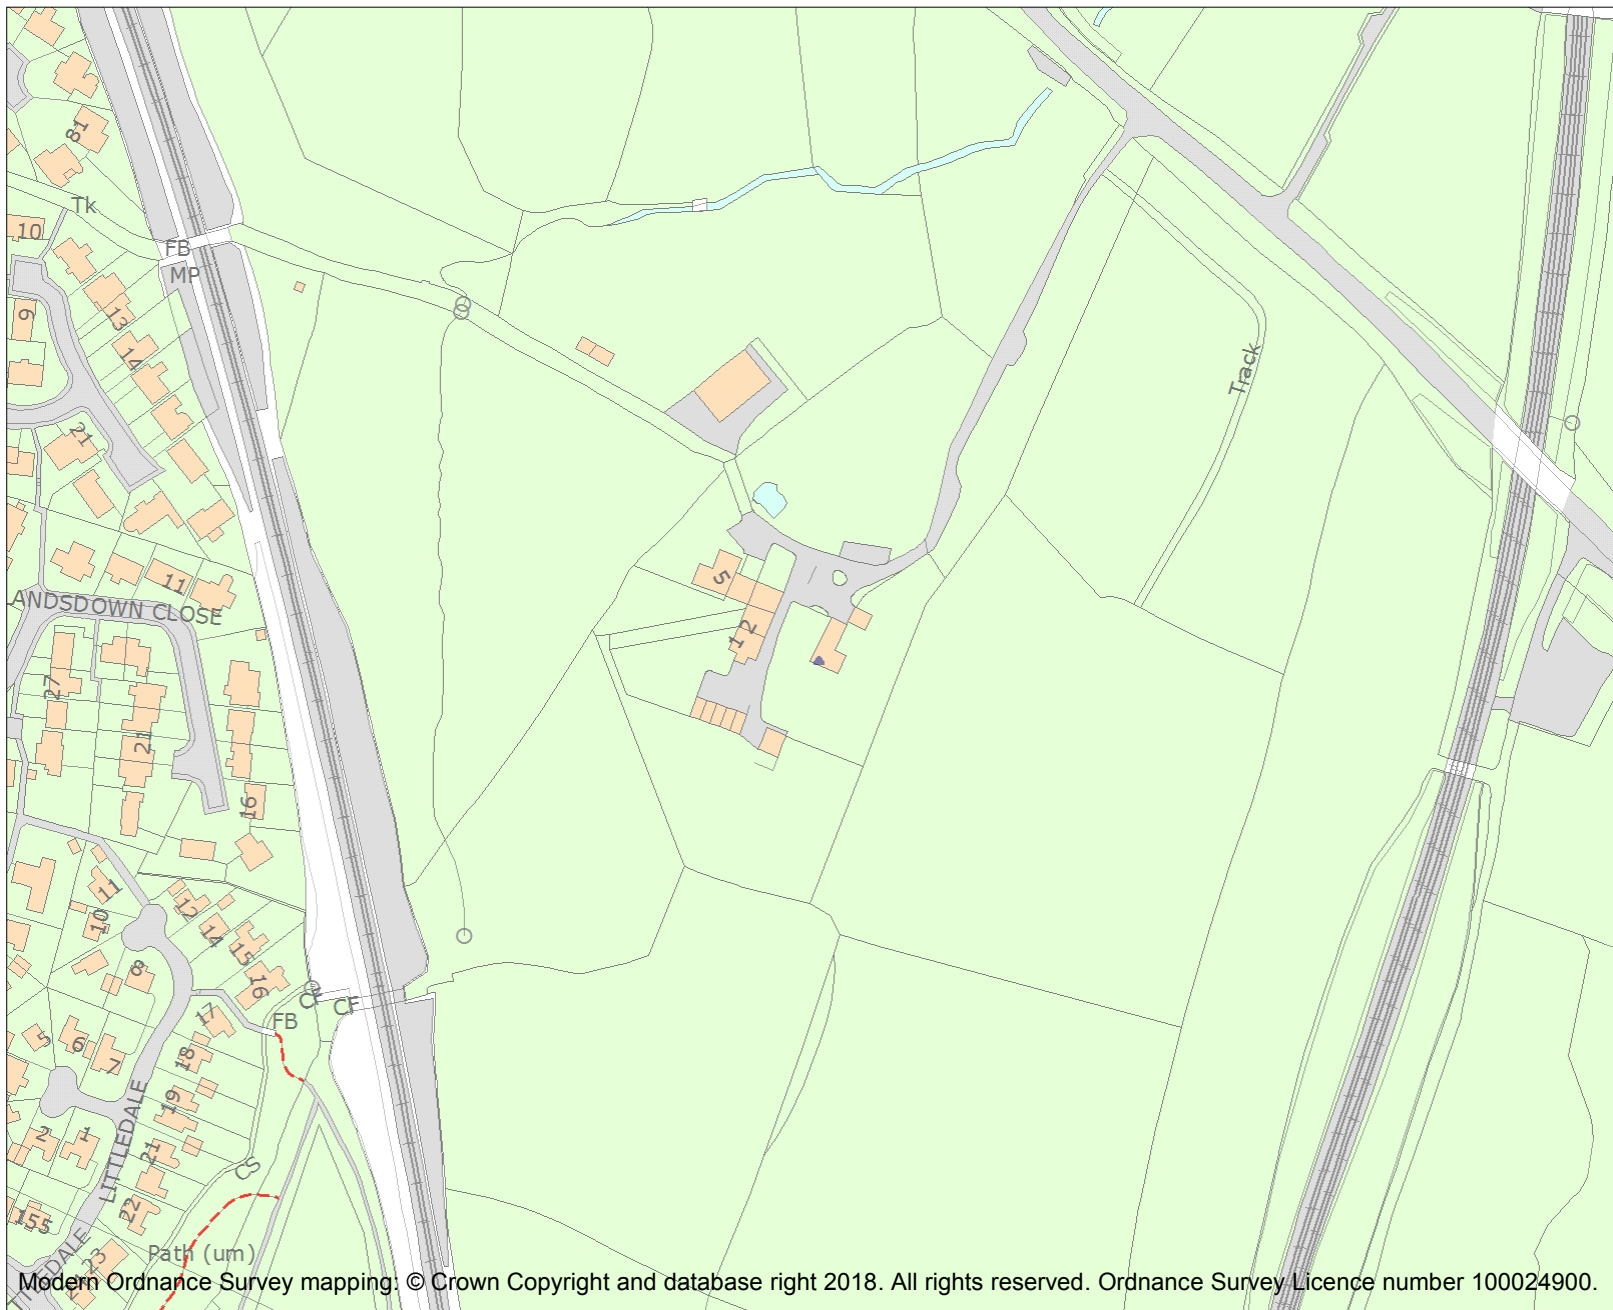 81
Tk
10
FB
MP
9
13
14
21
Track
5
11
ANDSDOWN CLOSE
1 2
27
21
16
11
12
10
14
15
8
16
CF
CF
FB
17
5
6
7
18
19
2
1
21
LITTLEDALE
CS
22
155
Path (um)
23
Modern Ordnance Survey mapping: © Crown Copyright and database right 2018. All rights reserved. Ordnance Survey Licence number 100024900.